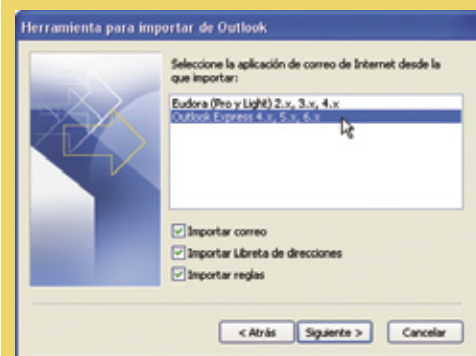 Herramienta para importar de Outlook
Seleccione la aplicación de correo de Internet desde la
que importar:
Eudora (Pro y Light) 2.x, 3.x, 4.x
Outlook Express 4.x, 5.x, 6.x
Importar correo
Importar Libreta de direcciones
Importar reglas
< Atrás Siguiente > Cancelar